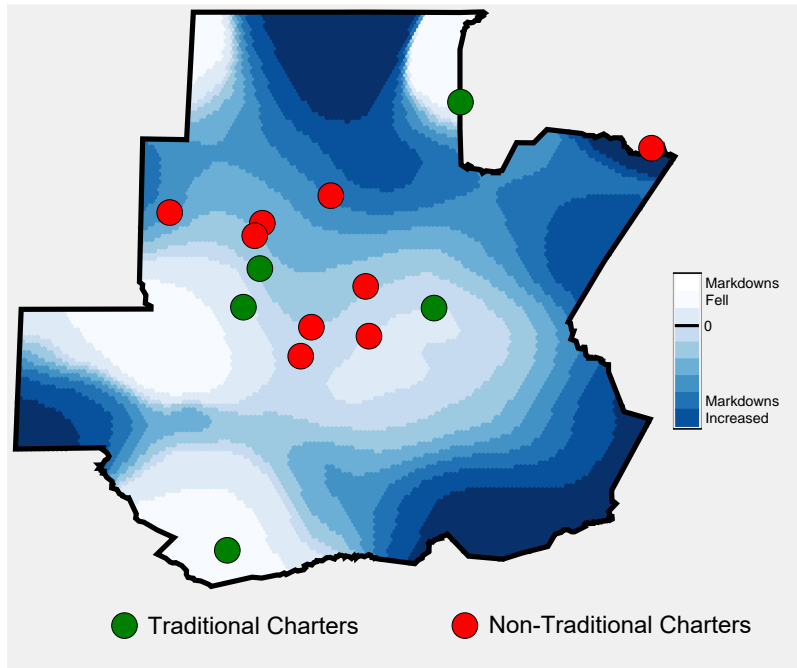 Markdowns
Fell
0
Markdowns
Increased
Traditional Charters
Non-Traditional Charters